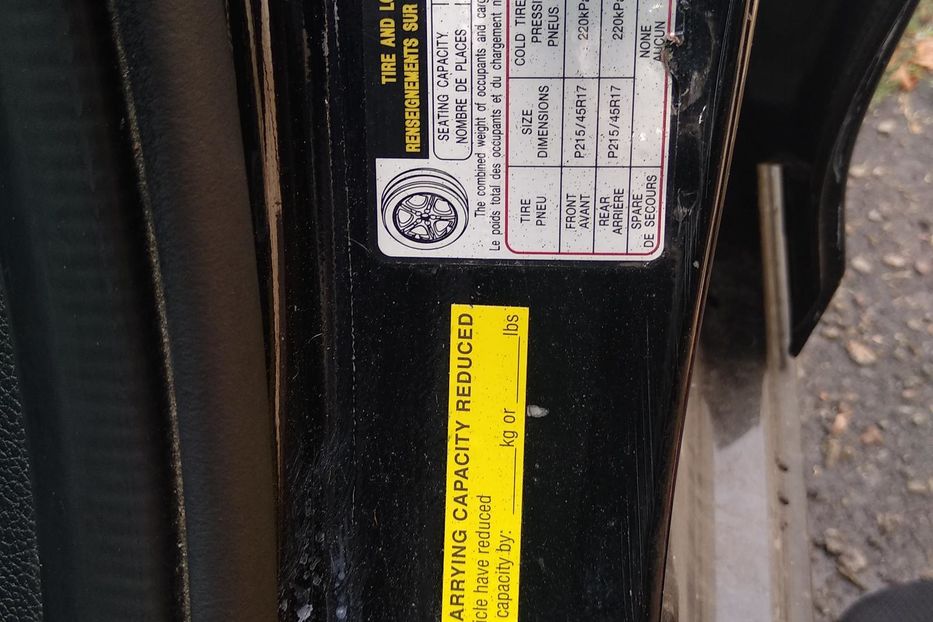 TIRE AND LO
RENSEIGNEMENTS SUR
SEATING CAPACITY
NOMBRE DE PLACES
The combined weight of occupants and carg
Le poids total des occupants et du chargement n
TIRE SIZE COLD TIRE
PNEU DIMENSIONS PRESSI
PNEUS
FRONT P215/45R17 220kPa
AVANT
REAR P215/45R17 220kPa
ARRIÈRE
SPARE NONE
DE SECOURS AUCUN
ARRYING CAPACITY REDUCED
icle have reduced
capacity by: kg or lbs